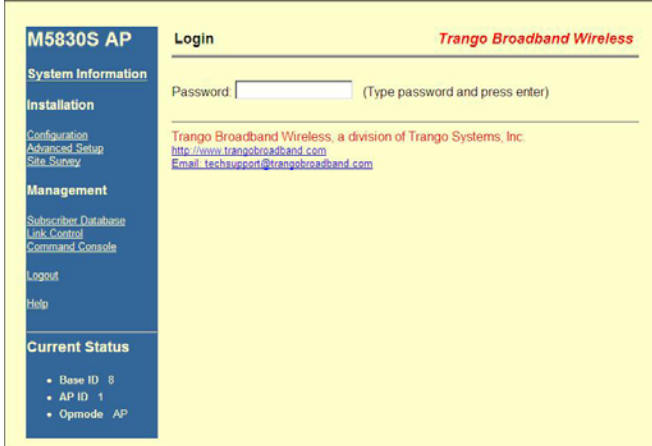 M5830S AP
System Information
Installation
Configuration
Advanced Setup
Site Survey
Management
Subscriber Database
Link Control
Command Console
Logout
Help
Current Status
Base ID 8
AP ID 1
Opmode AP
Login
Trango Broadband Wireless
Password: (Type password and press enter)
Trango Broadband Wireless, a division of Trango Systems, Inc.
http://www.trangobroadband.com
Email: techsupport@trangobroadband.com